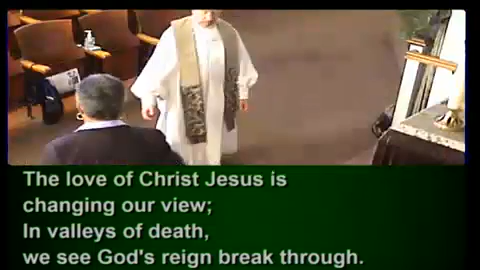 The love of Christ Jesus is
changing our view;
In valleys of death,
we see God's reign break through.